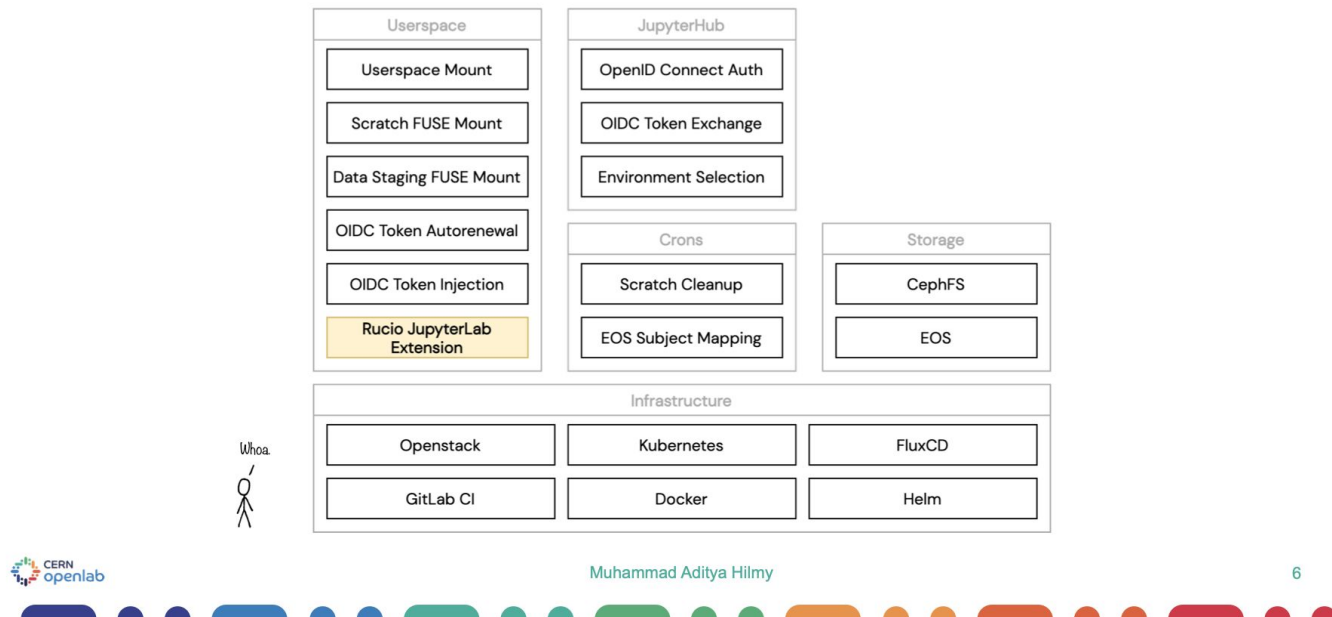 Userspace
Userspace Mount
Scratch FUSE Mount
Data Staging FUSE Mount
OIDC Token Autorenewal
OIDC Token Injection
Rucio JupyterLab
Extension
JupyterHub
OpenID Connect Auth
OIDC Token Exchange
Environment Selection
Crons
Scratch Cleanup
EOS Subject Mapping
Storage
CephFS
EOS
Infrastructure
Openstack
Kubernetes
FluxCD
GitLab CI
Docker
Helm
Whoa.
CERN
openlab
Muhammad Aditya Hilmy
6